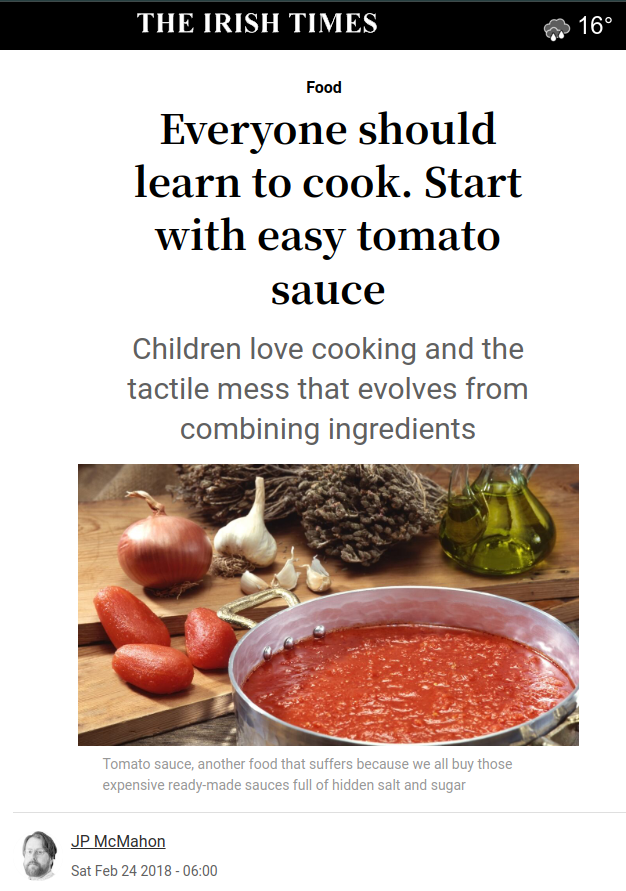 THE IRISH TIMES
16°
Food
Everyone should
learn to cook. Start
with easy tomato
sauce
Children love cooking and the
tactile mess that evolves from
combining ingredients
Tomato sauce, another food that suffers because we all buy those
expensive ready-made sauces full of hidden salt and sugar
JP McMahon
Sat Feb 24 2018 - 06:00